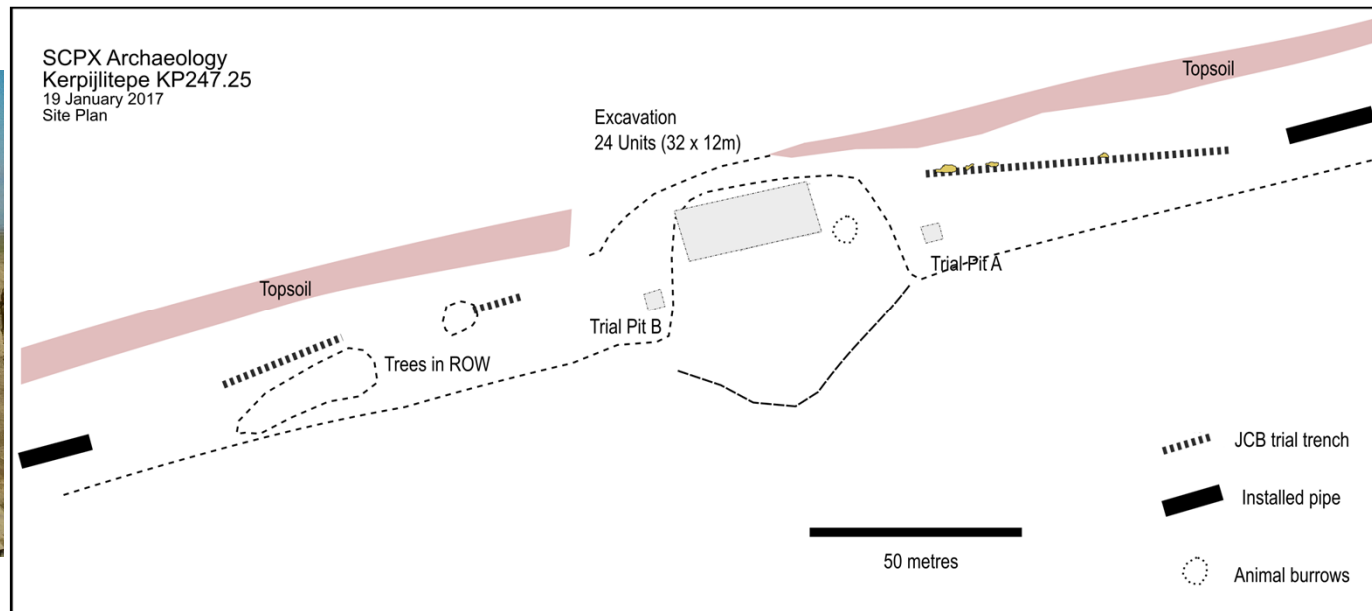 SCPX Archaeology
Kerpijlitepe KP247.25
19 January 2017
Site Plan
Topsoil
Excavation
24 Units (32 x 12m)
Trial Pit A
Topsoil
Trial Pit B
Trees in ROW
JCB trial trench
Installed pipe
50 metres
Animal burrows